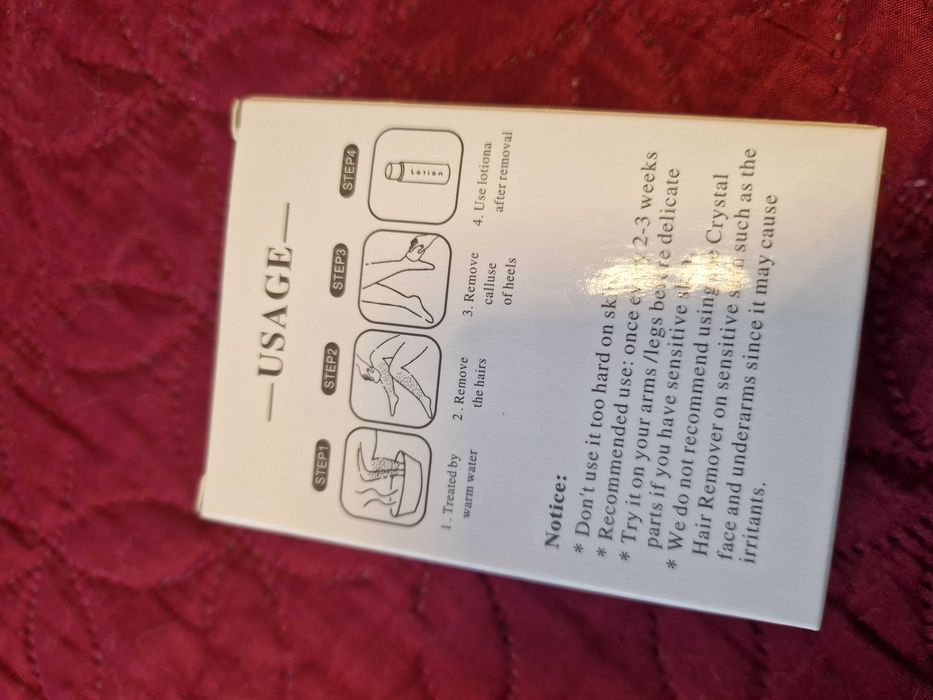 USAGE
STEP1 STEP2 STEP3 STEP4
Lotion
1. Treated by
warm water
2. Remove
the hairs
3. Remove
calluse
of heels
4. Use lotiona
after removal
Notice:
* Don't use it too hard on
* Recommended use: once 2-3 weeks
* Try it on your arms /legs delicate
parts if you have sensitive
* We do not recommend using Crystal
Hair Remover on sensitive such as the
face and underarms since it may cause
irritants.